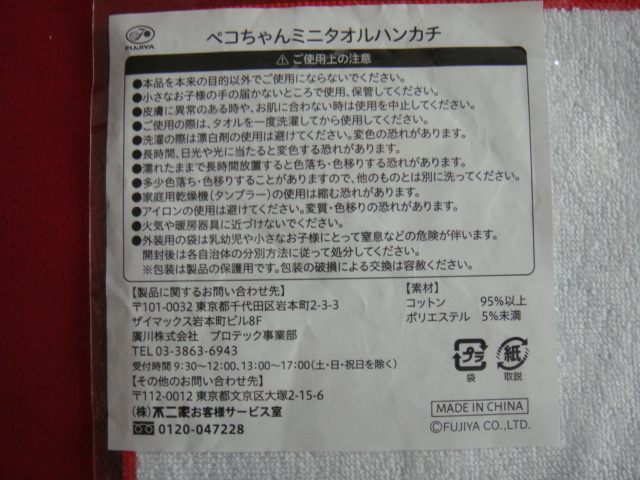 FUJIYA
ペコちゃんミニタオルハンカチ
⚠ご使用上の注意
●本品を本来の目的以外でご使用にならないでください。
●小さなお子様の手の届かないところで使用、保管してください。
●皮膚に異常のある時や、お肌に合わない時は使用を中止してください。
●ご使用の際は、タオルを一度洗濯してから使用してください。
●洗濯の際は漂白剤の使用は避けてください。変色の恐れがあります。
●長時間、日光や光に当たると変色する恐れがあります。
●濡れたままで長時間放置すると色落ち・色移りする恐れがあります。
●多少色落ち・色移りすることがありますので、他のものとは別に洗ってください。
●家庭用乾燥機(タンブラー)の使用は縮む恐れがあります。
●アイロンの使用は避けてください。変質・色移りの恐れがあります。
●火気や暖房器具に近づけないでください。
●外装用の袋は乳幼児や小さなお子様にとって窒息などの危険が伴います。
開封後は各自治体の分別方法に従って処分してください。
※包装は製品の保護用です。包装の破損による交換は容赦ください。
【製品に関するお問い合わせ先】
〒101-0032 東京都千代田区岩本町2-3-3
ザイマックス岩本町ビル8F
廣川株式会社 プロテック事業部
TEL 03-3863-6943
受付時間 9:30~12:00、13:00~17:00(土・日・祝日を除く)
【その他のお問い合わせ先】
〒112-0012 東京都文京区大塚2-15-6
(株)不二家お客様サービス室
0120-047228
【素材】
コットン 95%以上
ポリエステル 5%未満
プラ 紙
袋 取説
MADE IN CHINA
©FUJIYA CO.,LTD.